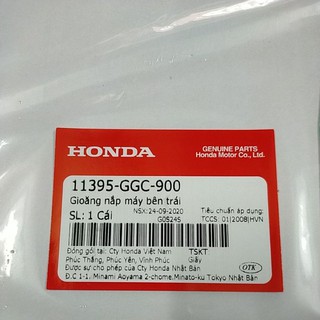 HONDA
GENUINE PARTS
Honda Motor Co., Ltd.
11395-GGC-900
Gioăng nắp máy bên trái
NSX: 24-09-2020 Tiêu chuẩn áp dụng:
SL: 1 Cái G05245 TCCS: 01|2008|HVN
Đóng gói tại: Cty Honda Việt Nam TSKT
Phúc Thắng, Phúc Yên, Vĩnh Phúc Giấy
Được sự cho phép của Cty Honda Nhật Bản
Đ.C 1-1. Minami Aoyama 2-chome.Minato-ku Tokyo Nhật Bản
OTK